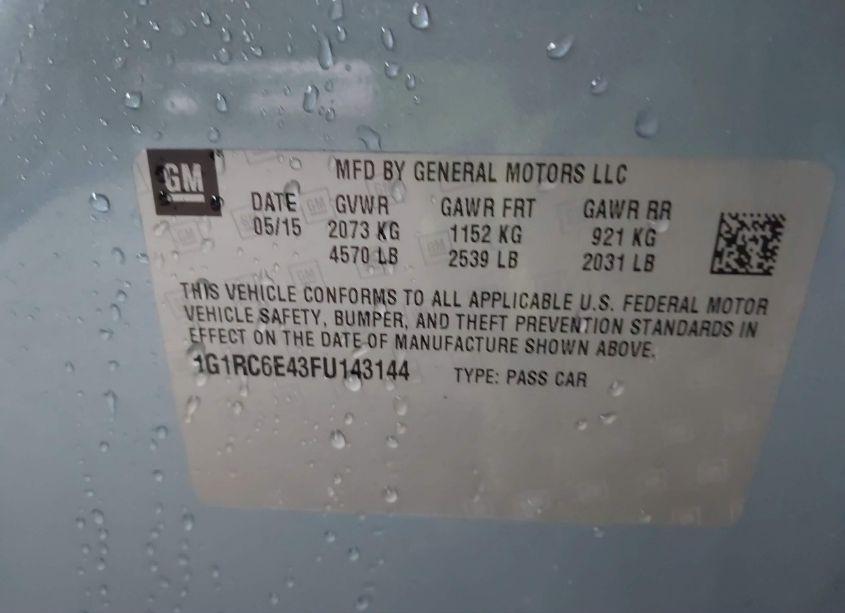 GM
MFD BY GENERAL MOTORS LLC
DATE GVWR GAWR FRT GAWR RR
05/15 2073 KG 1152 KG 921 KG
4570 LB 2539 LB 2031 LB
THIS VEHICLE CONFORMS TO ALL APPLICABLE U.S. FEDERAL MOTOR
VEHICLE SAFETY, BUMPER, AND THEFT PREVENTION STANDARDS IN
EFFECT ON THE DATE OF MANUFACTURE SHOWN ABOVE.
1G1RC6E43FU143144 TYPE: PASS CAR